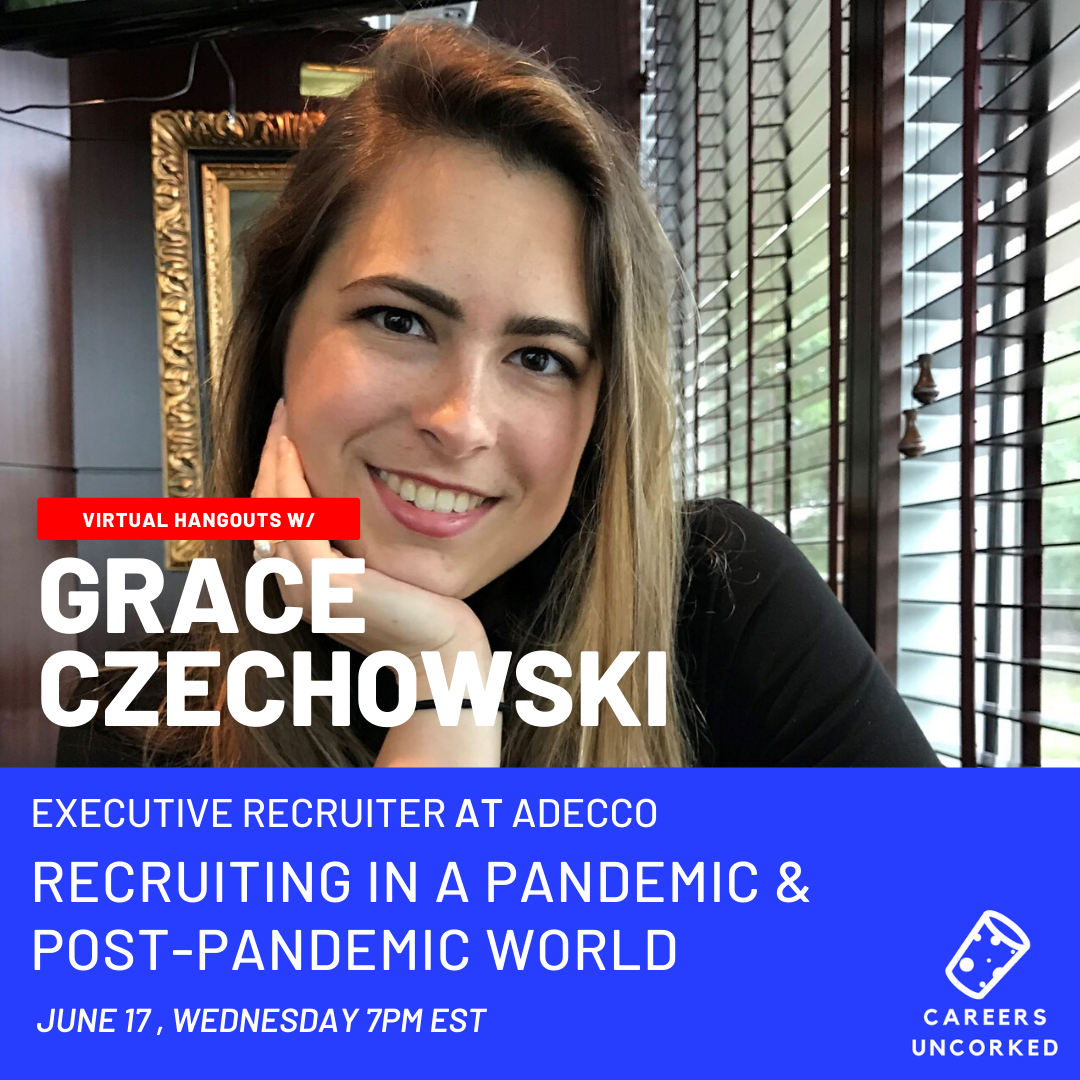 VIRTUAL HANGOUTS W/
GRACE
CZECHOWSKI
EXECUTIVE RECRUITER AT ADECCO
RECRUITING IN A PANDEMIC &
POST-PANDEMIC WORLD
JUNE 17 , WEDNESDAY 7PM EST
CAREERS
UNCORKED